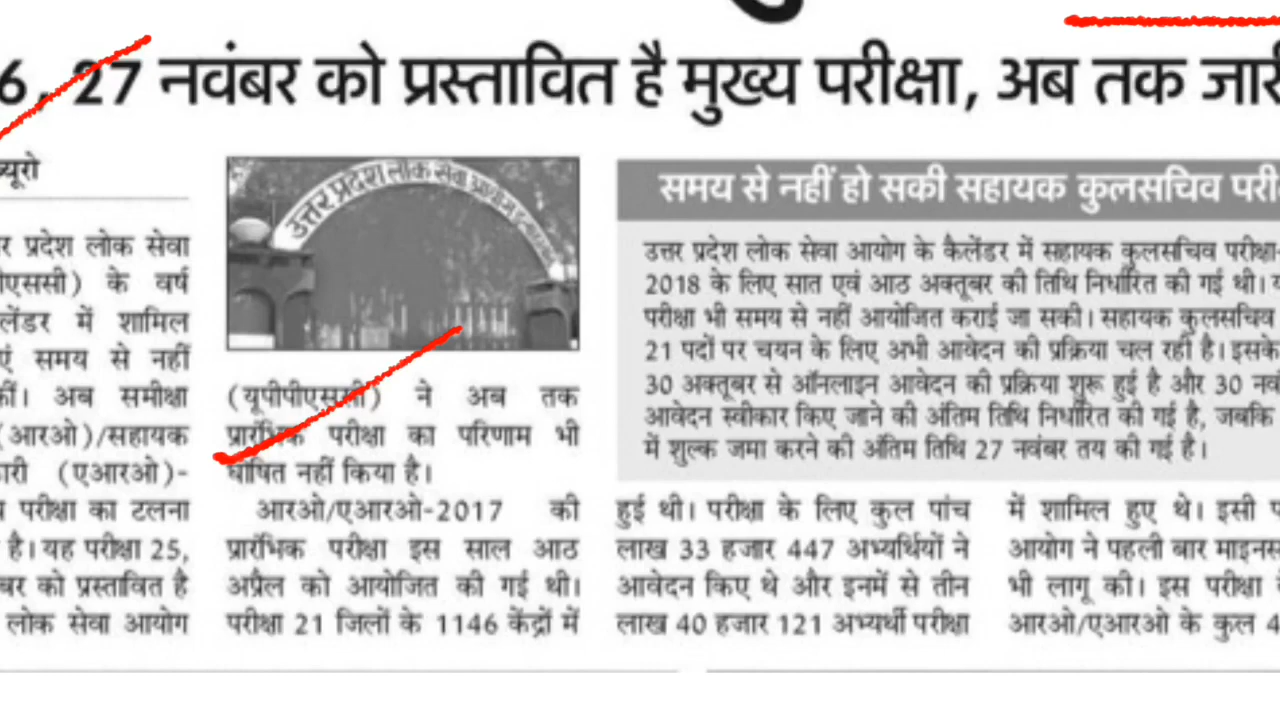 6, 27 नवंबर को प्रस्तावित है मुख्य परीक्षा, अब तक
प्रदेश लोक सेवा
के वर्ष
में शामिल
समय से नहीं
अब समीक्षा
(आरओ)/सहायक
(एआरओ)-
परीक्षा का टलना
है। यह परीक्षा 25,
को प्रस्तावित है
लोक सेवा आयोग
उत्तर प्रदेश लोक सेवा आयोग
(यूपीपीएससी) ने अब तक
प्रारंभिक परीक्षा का परिणाम भी
घोषित नहीं किया है।
आरओ/एआरओ-2017 की
प्रारंभिक परीक्षा इस साल आठ
अप्रैल को आयोजित की गई थी।
परीक्षा 21 जिलों के 1146 केंद्रों में
समय से नहीं हो सकी सहायक कुलसचिव
उत्तर प्रदेश लोक सेवा आयोग के कैलेंडर में सहायक कुलसचिव परीक्षा-
2018 के लिए सात एवं आठ अक्तूबर की तिथि निर्धारित की गई थी।
परीक्षा भी समय से नहीं आयोजित कराई जा सकी। सहायक कुलसचिव
21 पदों पर चयन के लिए अभी आवेदन की प्रक्रिया चल रही है। इसके
30 अक्तूबर से ऑनलाइन आवेदन की प्रक्रिया शुरू हुई है और 30
आवेदन स्वीकार किए जाने की अंतिम तिथि निर्धारित की गई है, जबकि
में शुल्क जमा करने की अंतिम तिथि 27 नवंबर तय की गई है।
हुई थी। परीक्षा के लिए कुल पांच
लाख 33 हजार 447 अभ्यर्थियों ने
आवेदन किए थे और इनमें से तीन
लाख 40 हजार 121 अभ्यर्थी परीक्षा
में शामिल हुए थे। इसी
आयोग ने पहली बार
भी लागू की। इस परीक्षा
आरओ/एआरओ के कुल 4